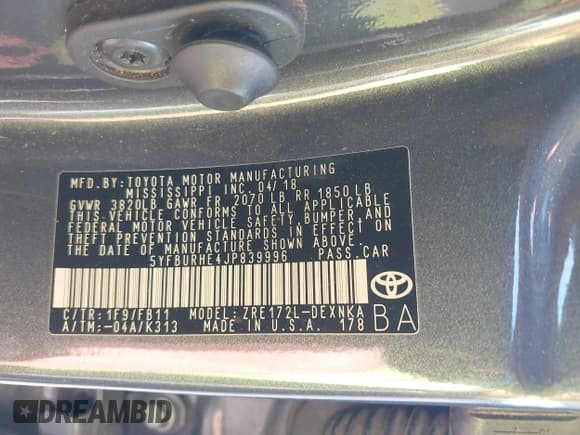 MFD.BY:TOYOTA MOTOR MANUFACTURING
MISSISSIPPI INC. 04/18
GVWR 3820LB GAWR FR 2070 LB RR 1850 LB
THIS VEHICLE CONFORMS TO ALL APPLICABLE
FEDERAL MOTOR VEHICLE SAFETY, BUMPER, AND
THEFT PREVENTION STANDARDS IN EFFECT ON
THE DATE OF MANUFACTURE SHOWN ABOVE.
5YFBURHE4JP839996 PASS.CAR
C/TR:1F9/FB11 MODEL:ZRE172L-DEXNKA
A/TM:-04A/K313 MADE IN U.S.A. 178
BA
DREAMBID